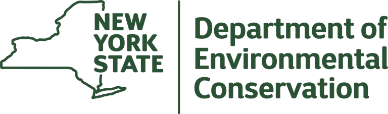 NEW
YORK
STATE
Department of
Environmental
Conservation